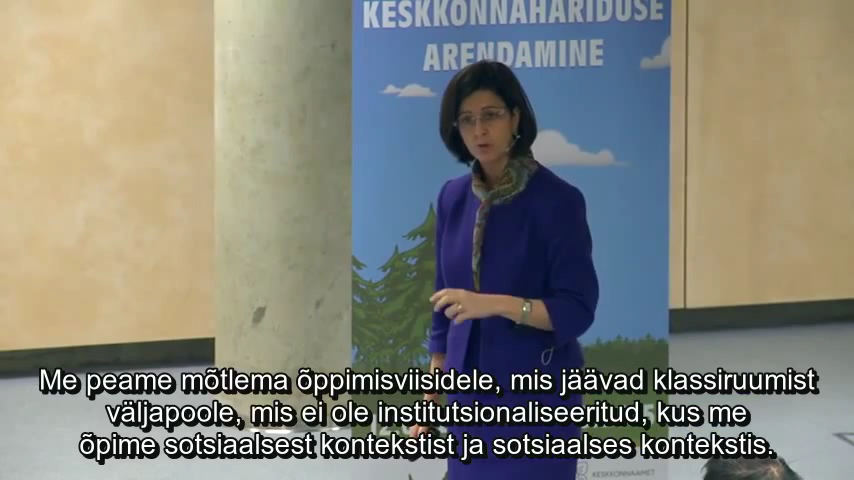 KESKKONNAHARIDUSE
ARENDAMINE
Me peame mõtlema õppimisviisidele, mis jäävad klassiruumist
väljapoole, mis ei ole institutsionaliseeritud, kus me
õpime sotsiaalsest kontekstist ja sotsiaalses kontekstis.
KESKKONNAAMET